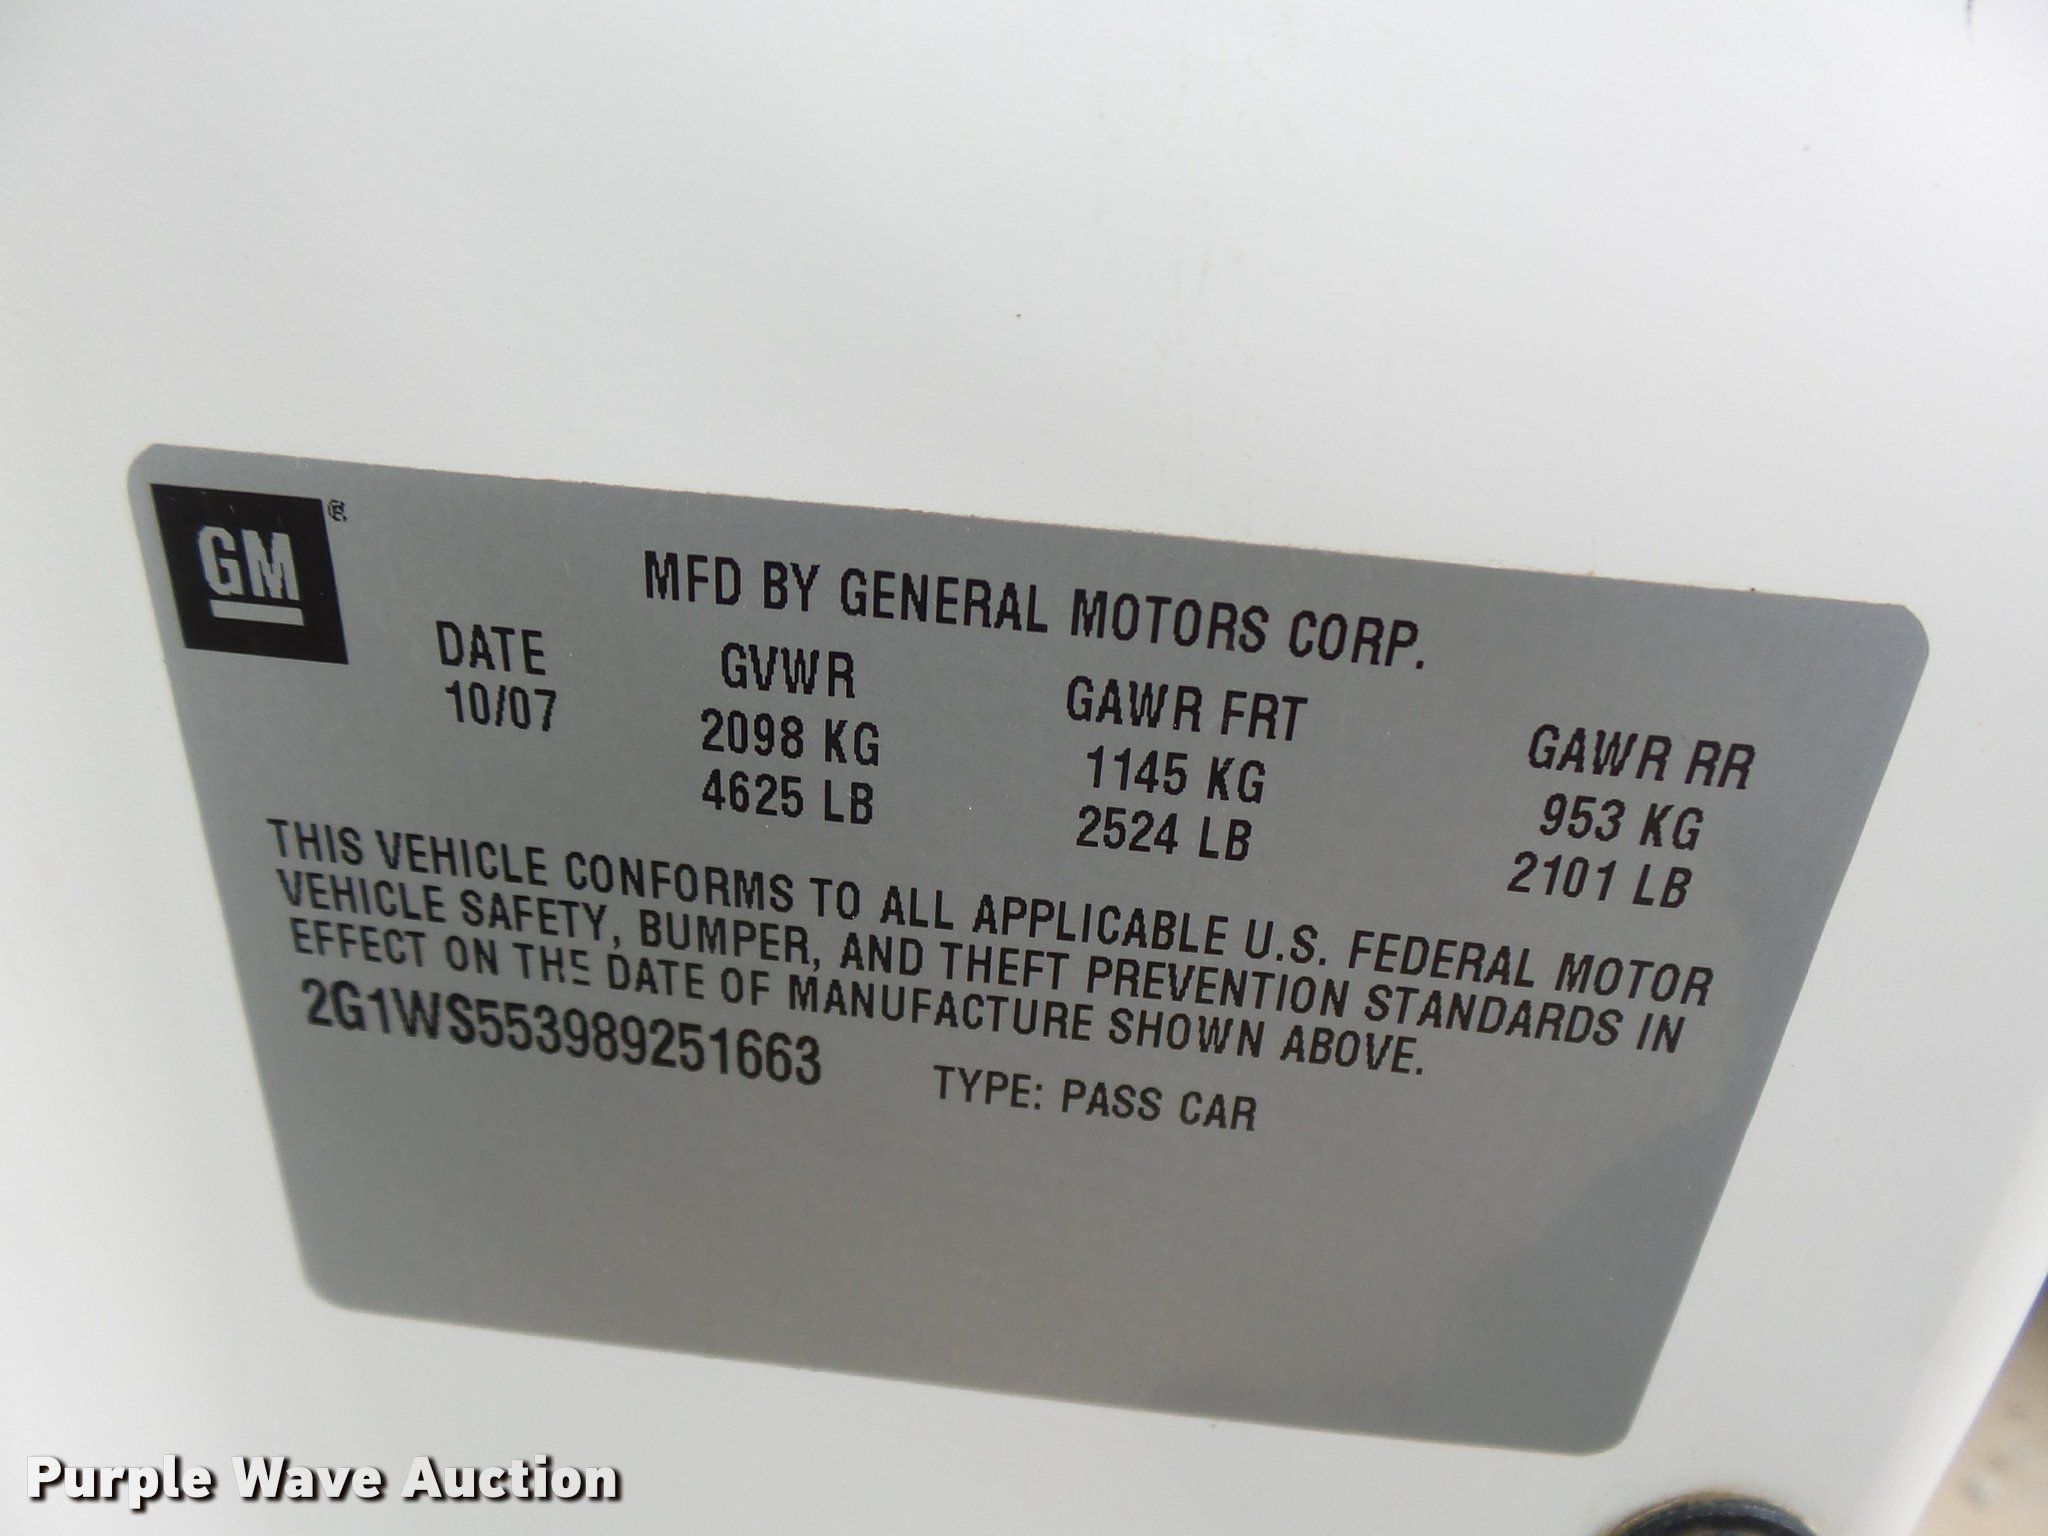 GM®
MFD BY GENERAL MOTORS CORP.
DATE GVWR GAWR FRT GAWR RR
10/07 2098 KG 1145 KG 953 KG
4625 LB 2524 LB 2101 LB
THIS VEHICLE CONFORMS TO ALL APPLICABLE U.S. FEDERAL MOTOR
VEHICLE SAFETY, BUMPER, AND THEFT PREVENTION STANDARDS IN
EFFECT ON THE DATE OF MANUFACTURE SHOWN ABOVE.
2G1WS553989251663 TYPE: PASS CAR
Purple Wave Auction